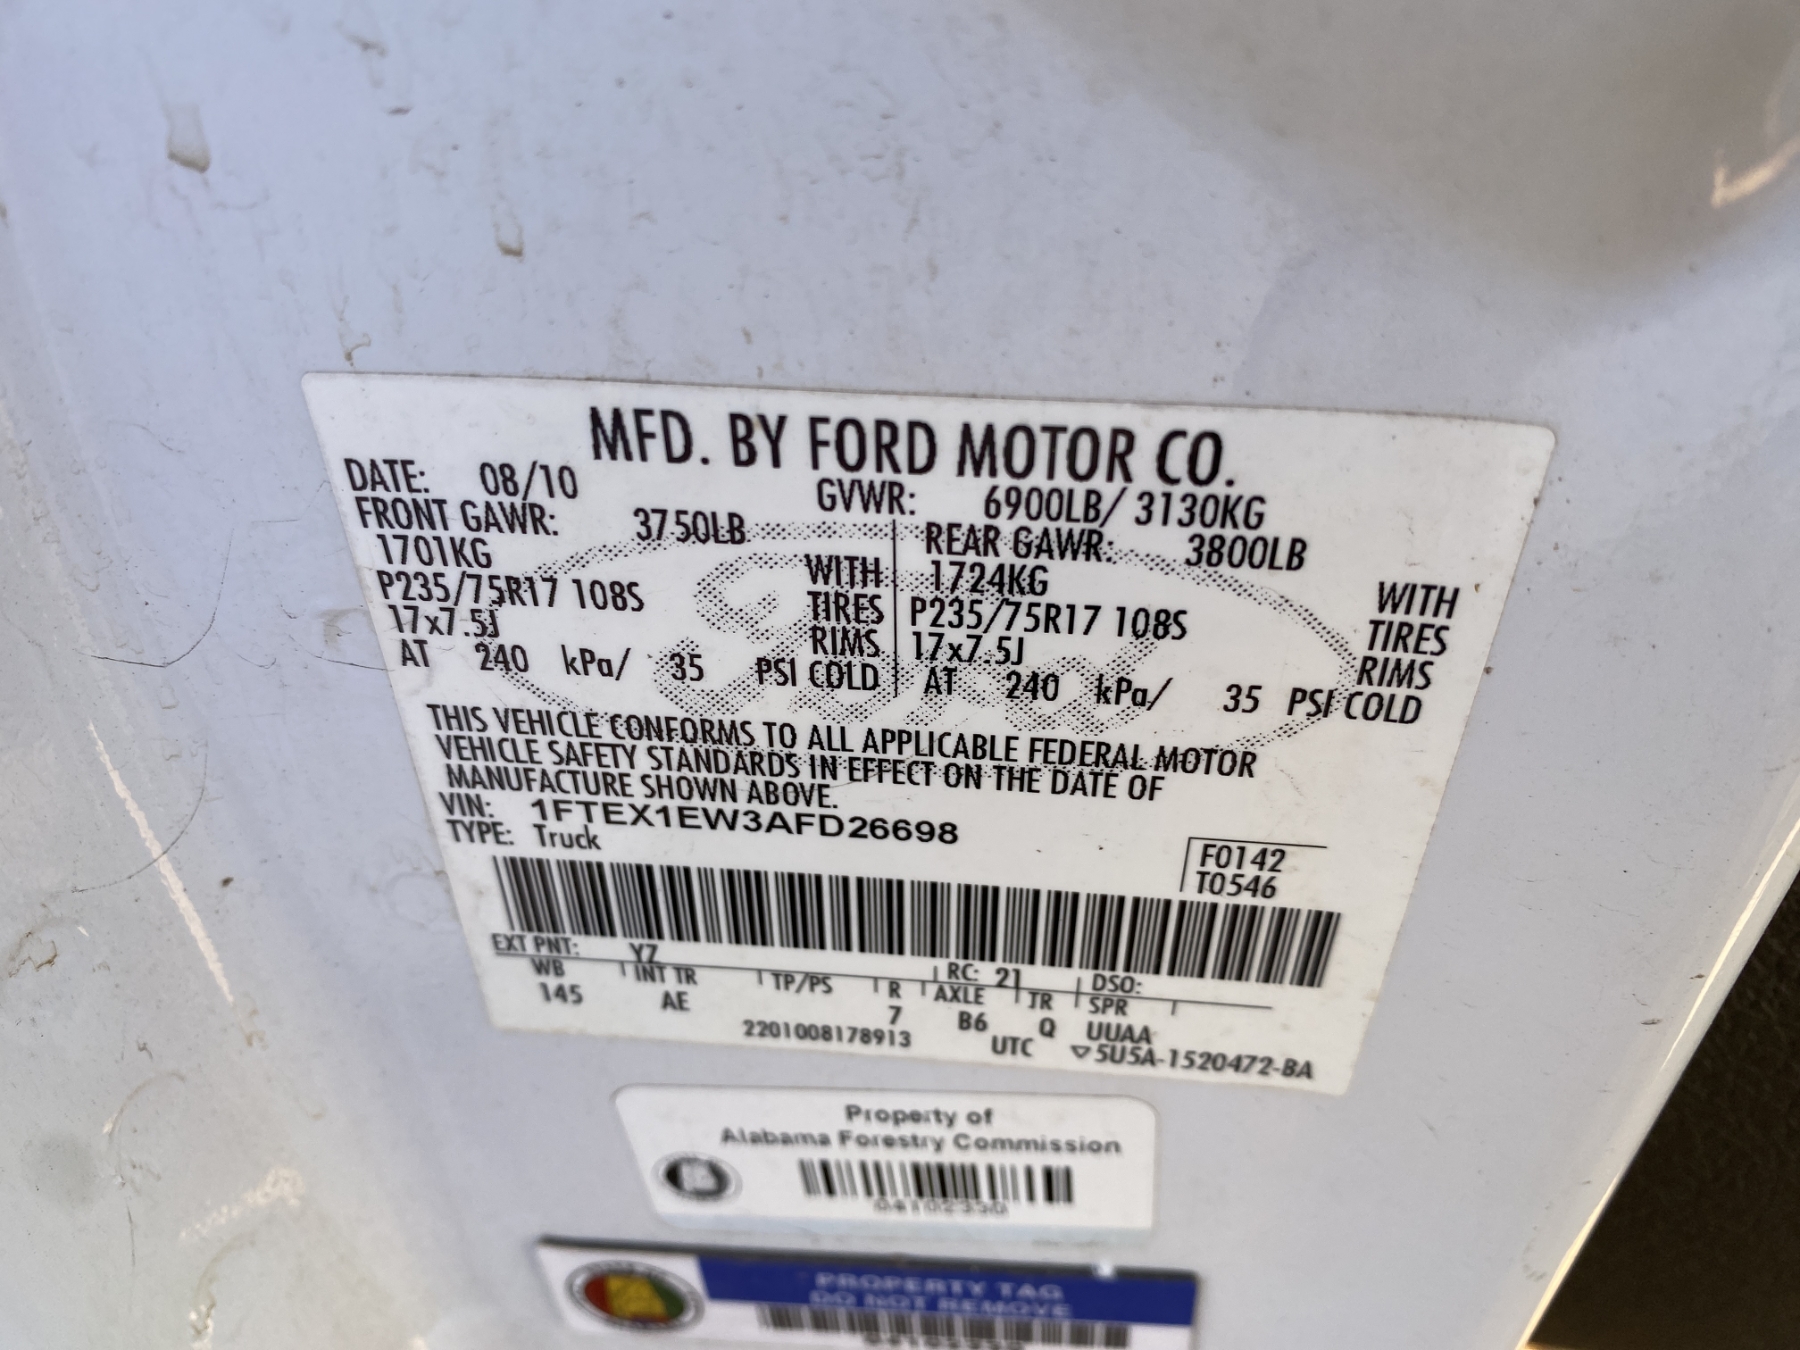 MFD. BY FORD MOTOR CO.
DATE: 08/10 GVWR: 6900LB/ 3130KG
FRONT GAWR: 3750LB REAR GAWR: 3800LB
1701KG WITH 1724KG WITH
P235/75R17 108S TIRES P235/75R17 108S TIRES
17x7.5J RIMS 17x7.5J RIMS
AT 240 kPa/ 35 PSI COLD AT 240 kPa/ 35 PSI COLD
THIS VEHICLE CONFORMS TO ALL APPLICABLE FEDERAL MOTOR
VEHICLE SAFETY STANDARDS IN EFFECT ON THE DATE OF
MANUFACTURE SHOWN ABOVE.
VIN: 1FTEX1EW3AFD26698
TYPE: Truck
F0142
T0546
EXT PNT: YZ RC: 21 DSO:
WB INT TR TP/PS R AXLE TR SPR
145 AE 7 B6 Q UUAA
2201008178913 UTC ▽5U5A-1520472-BA
Property of
Alabama Forestry Commission
04102350
PROPERTY TAG
DO NOT REMOVE